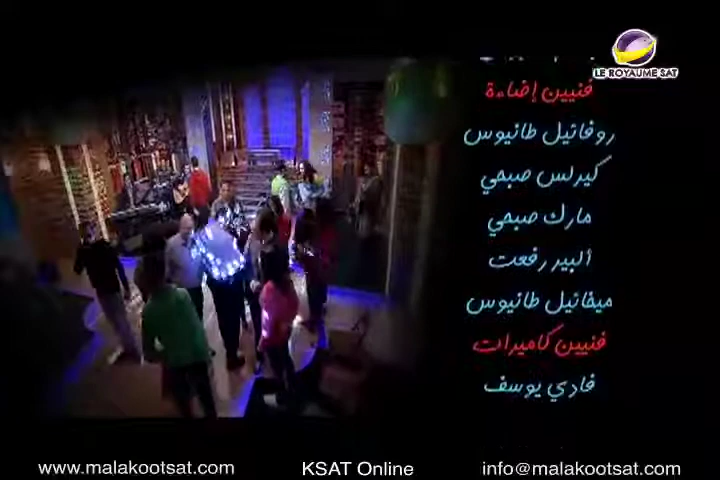 LE ROYAUME SAT
فنيين إضاءة
روفائيل طانيوس
كيرلس صبحي
مارك صبحي
ألبير رفعت
ميخائيل طانيوس
فنيين كاميرات
فادي يوسف
www.malakootsat.com KSAT Online info@malakootsat.com